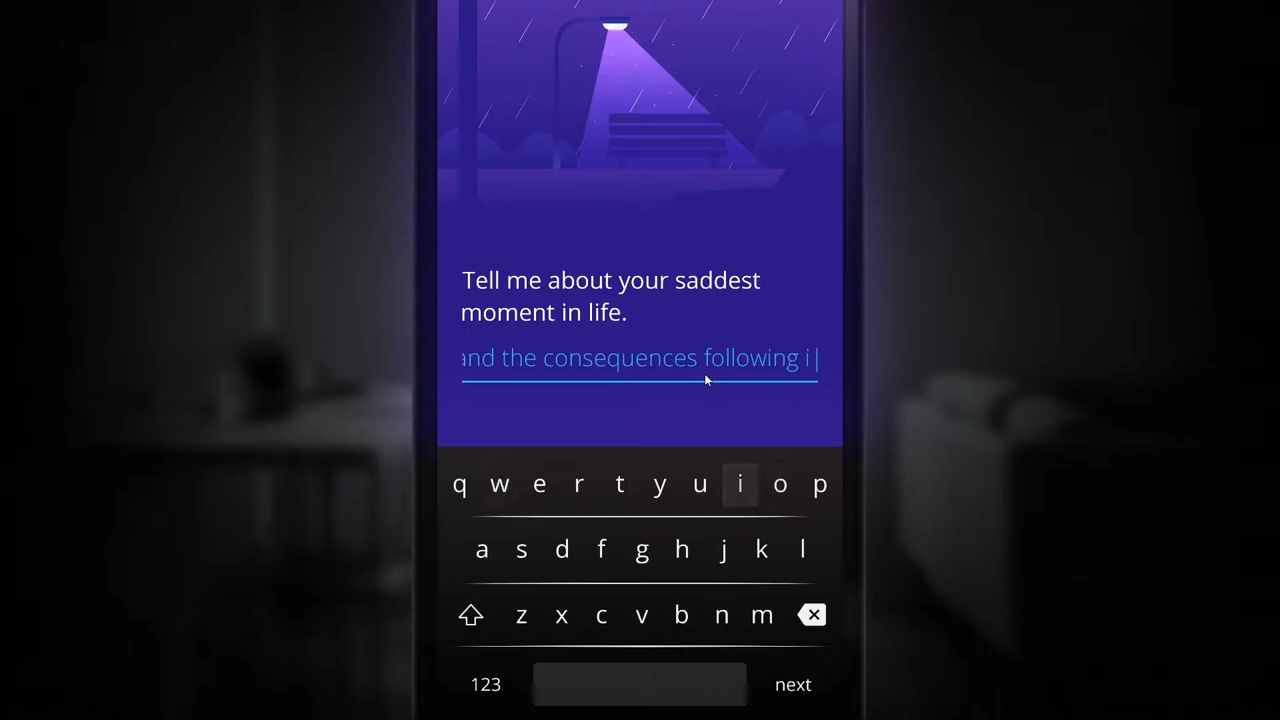 Tell me about your saddest
moment in life.
and the consequences following i
q w e r t y u i o p
a s d f g h j k l
z x c v b n m
123 next